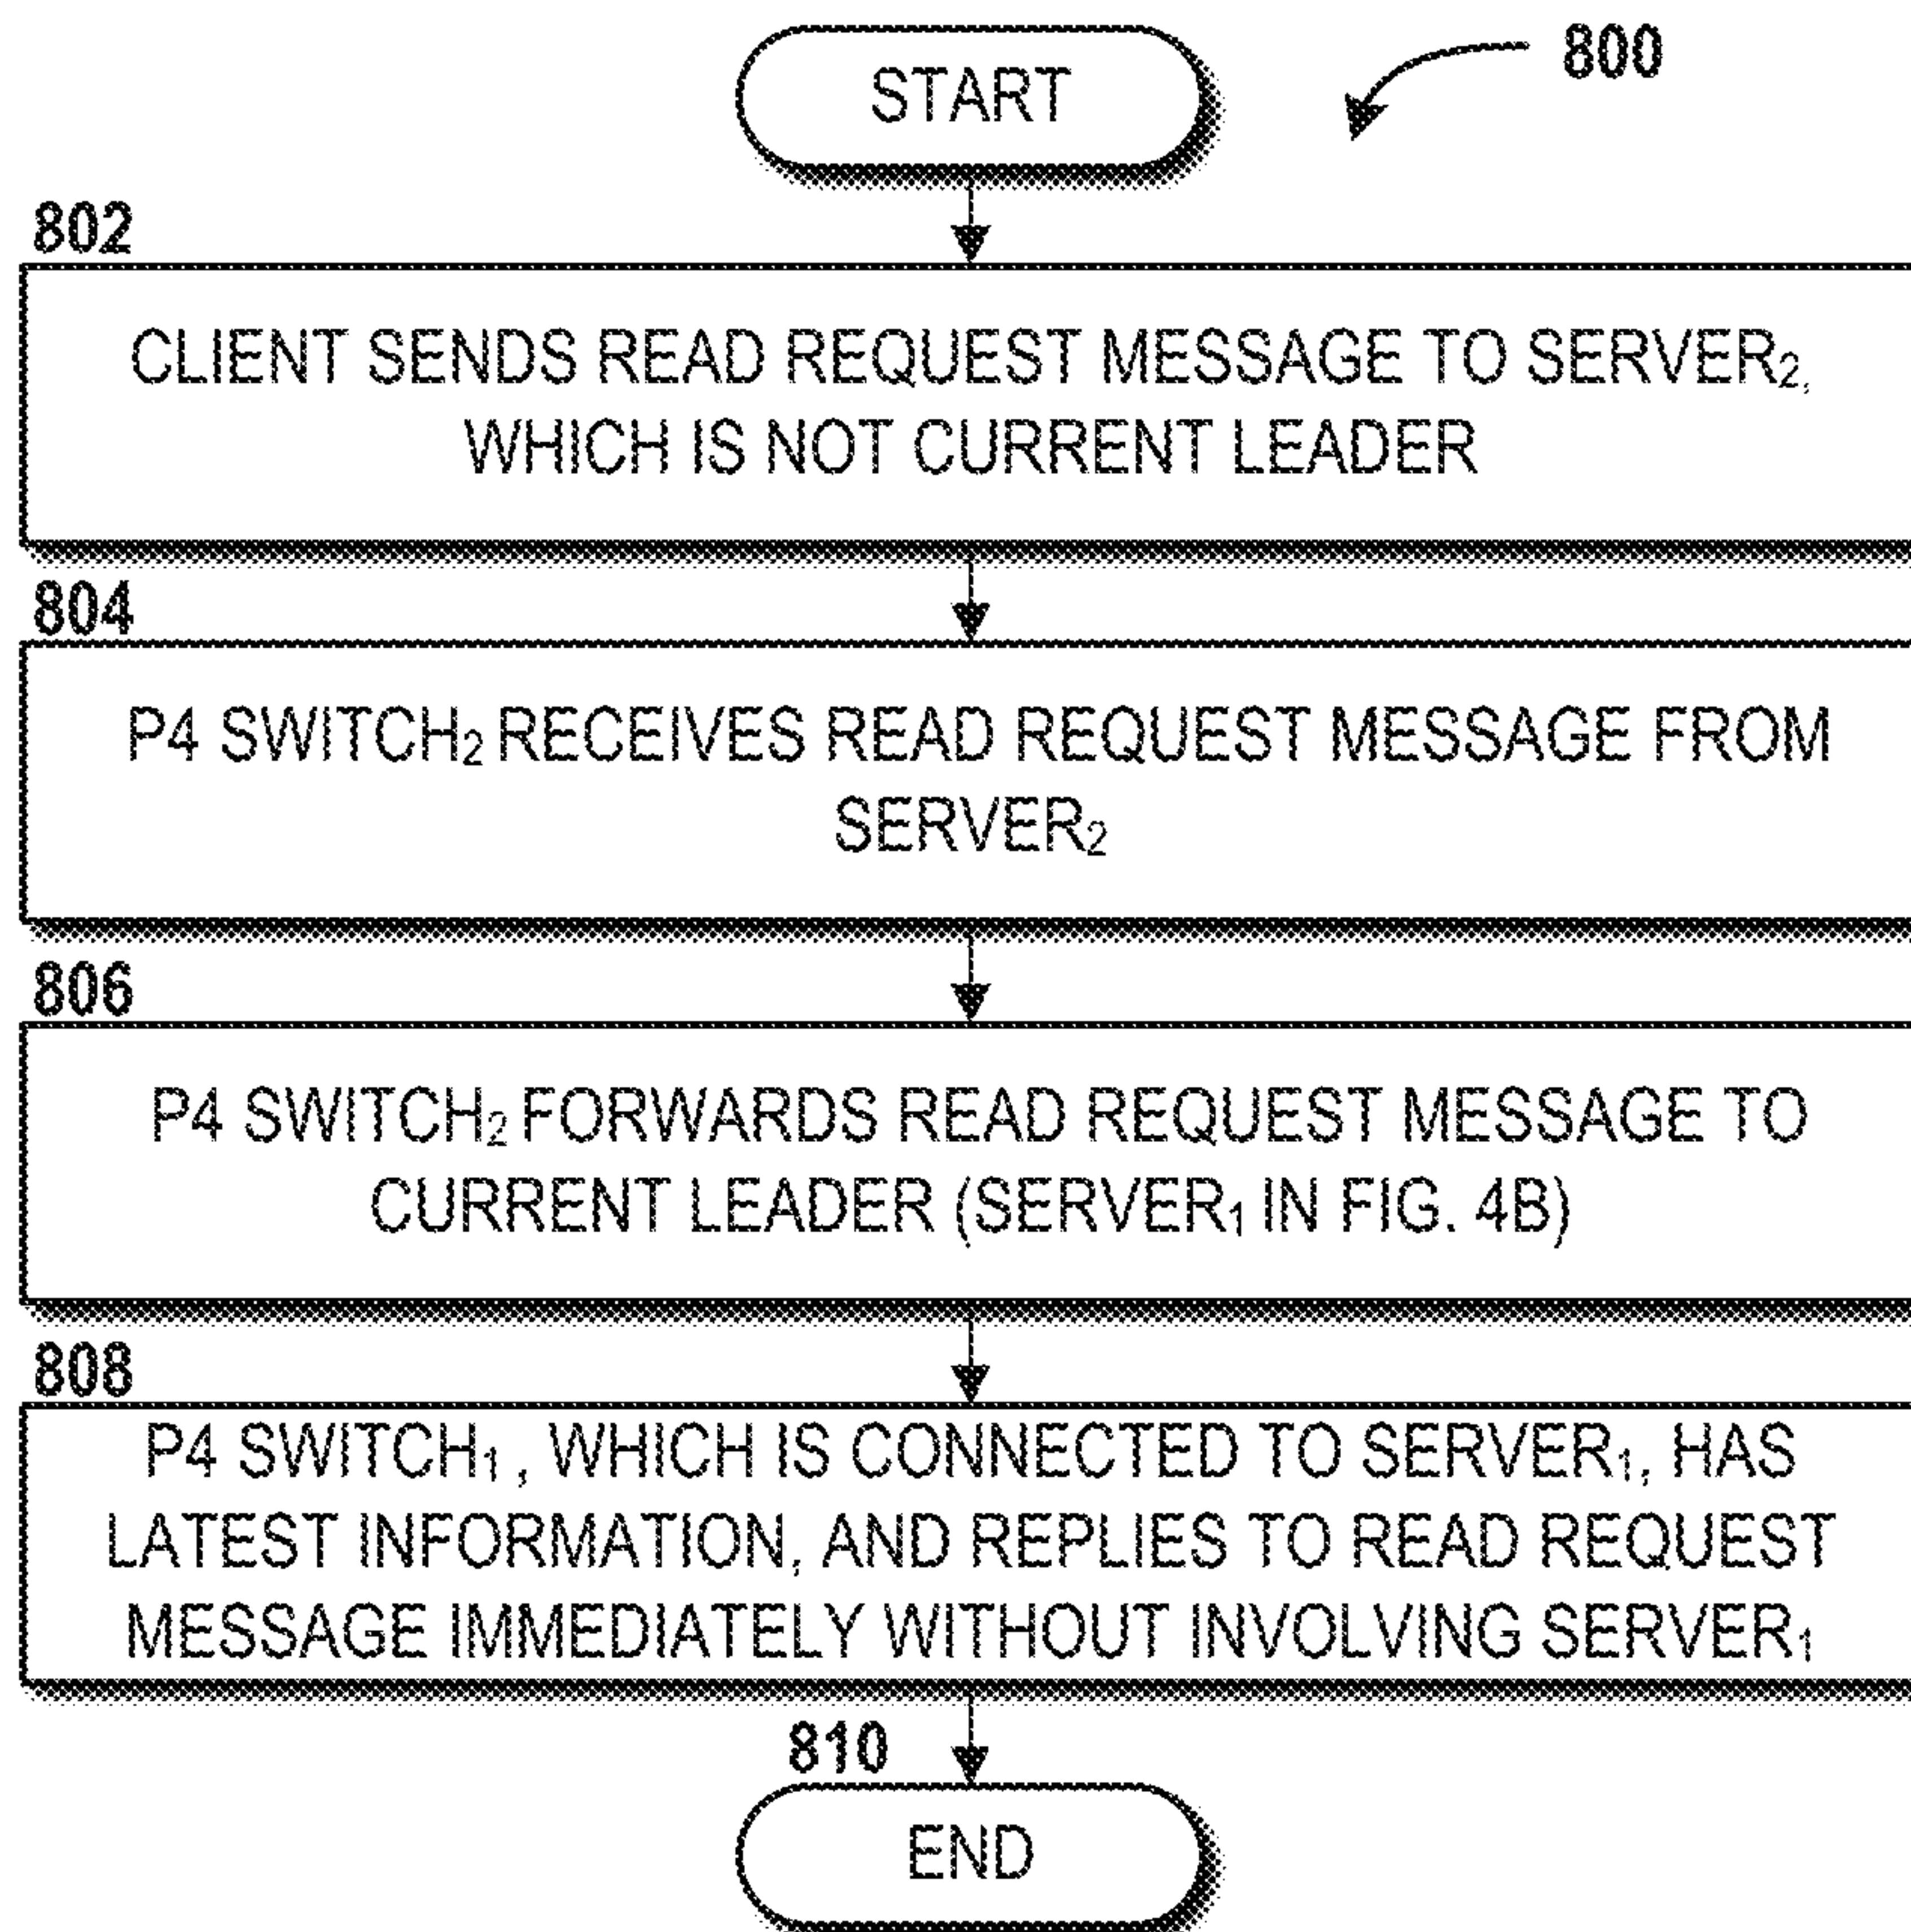 START
800
802
CLIENT SENDS READ REQUEST MESSAGE TO SERVER₂,
WHICH IS NOT CURRENT LEADER
804
P4 SWITCH₂ RECEIVES READ REQUEST MESSAGE FROM
SERVER₂
806
P4 SWITCH₂ FORWARDS READ REQUEST MESSAGE TO
CURRENT LEADER (SERVER₁ IN FIG. 4B)
808
P4 SWITCH₁, WHICH IS CONNECTED TO SERVER₁, HAS
LATEST INFORMATION, AND REPLIES TO READ REQUEST
MESSAGE IMMEDIATELY WITHOUT INVOLVING SERVER₁
810
END